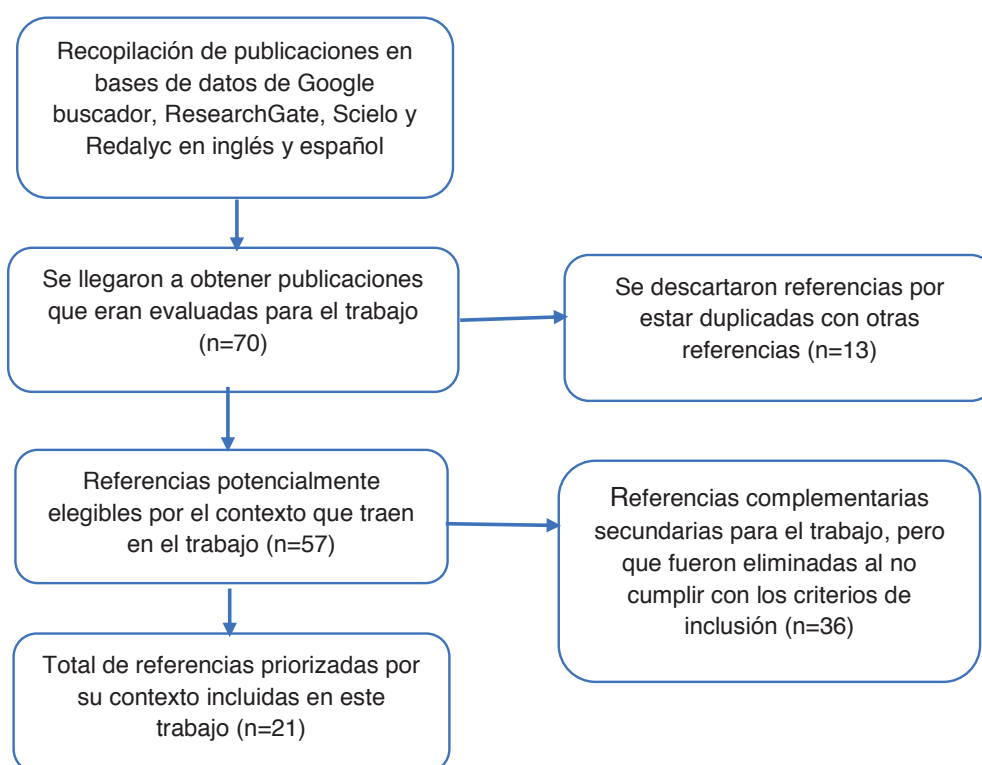 Recopilación de publicaciones en
bases de datos de Google
buscador, ResearchGate, Scielo y
Redalyc en inglés y español
Se llegaron a obtener publicaciones
que eran evaluadas para el trabajo
(n=70)
Se descartaron referencias por
estar duplicadas con otras
referencias (n=13)
Referencias potencialmente
elegibles por el contexto que traen
en el trabajo (n=57)
Referencias complementarias
secundarias para el trabajo, pero
que fueron eliminadas al no
cumplir con los criterios de
inclusión (n=36)
Total de referencias priorizadas por
su contexto incluidas en este
trabajo (n=21)